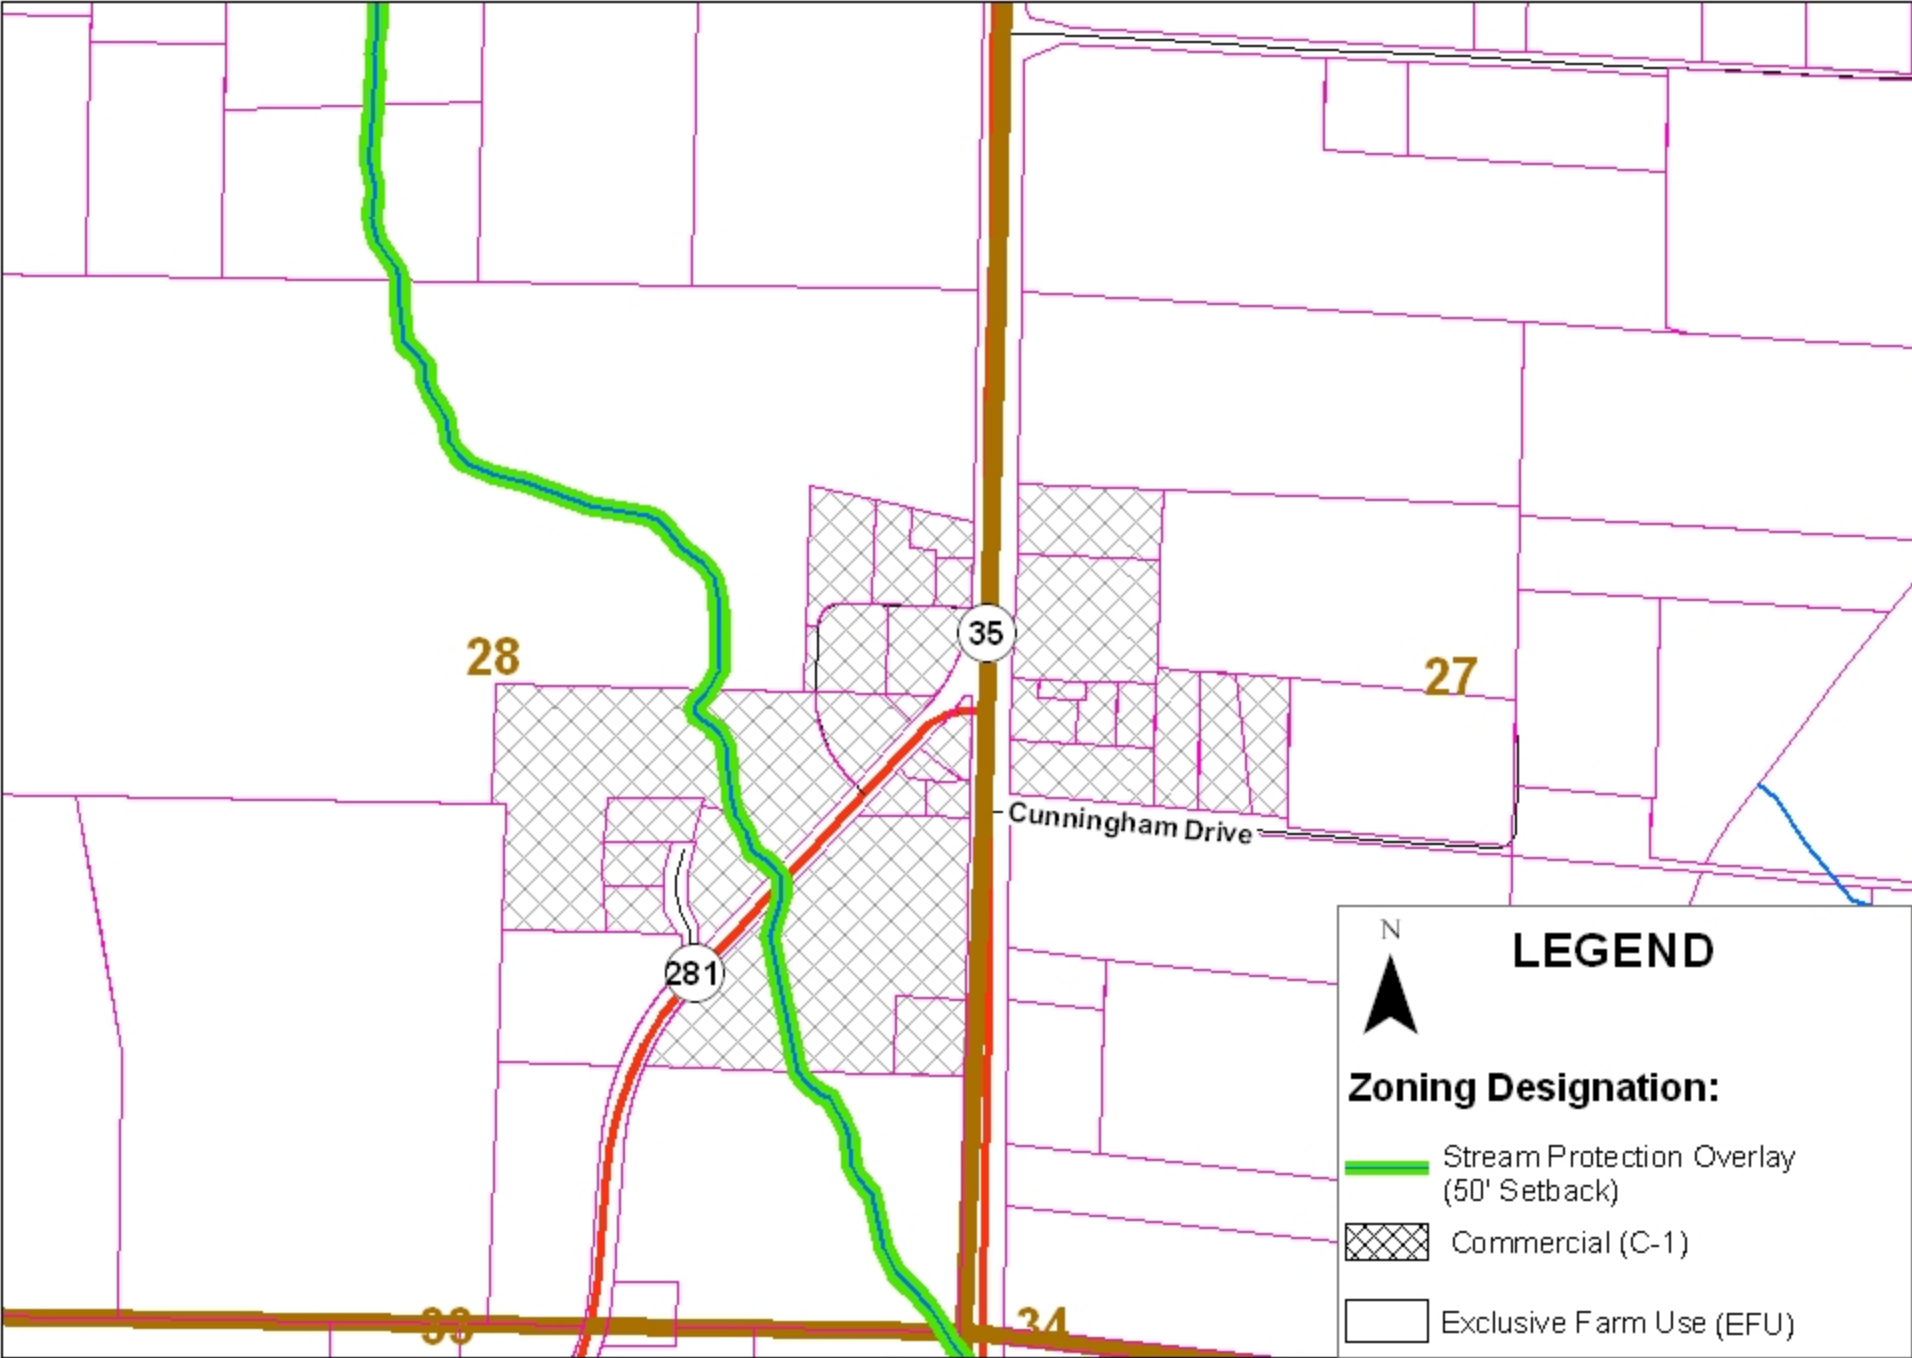 35
28
27
Cunningham Drive
281
33
34
N
LEGEND
Zoning Designation:
Stream Protection Overlay
(50' Setback)
Commercial (C-1)
Exclusive Farm Use (EFU)